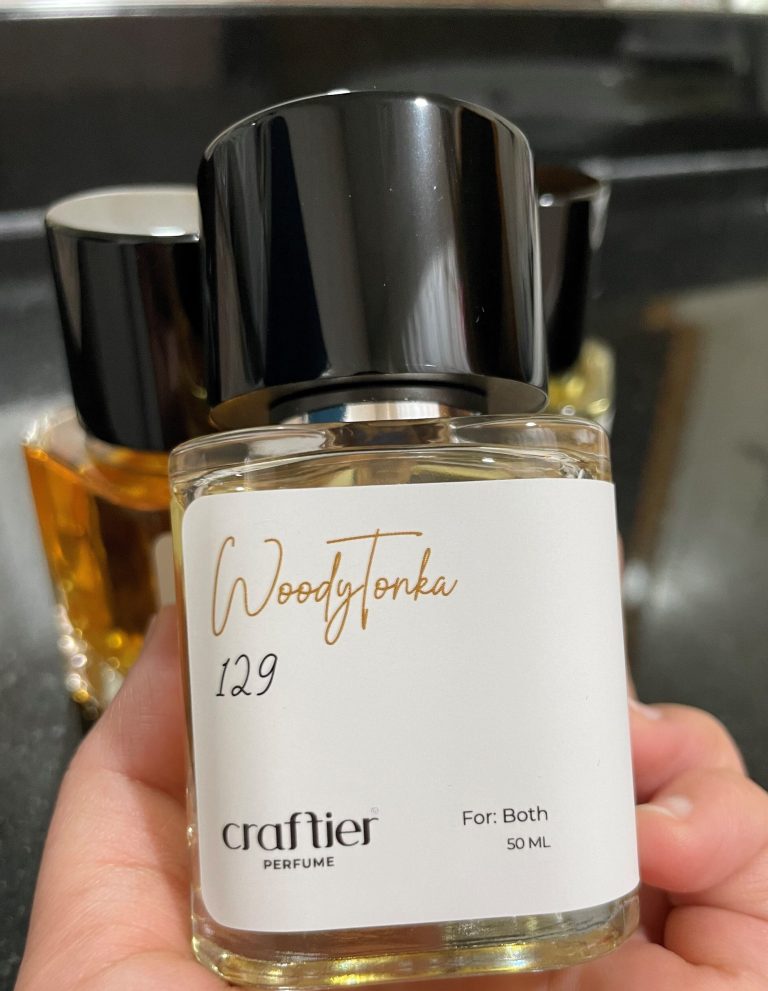 WoodyTonka
129
craftier
PERFUME
For: Both
50 ML